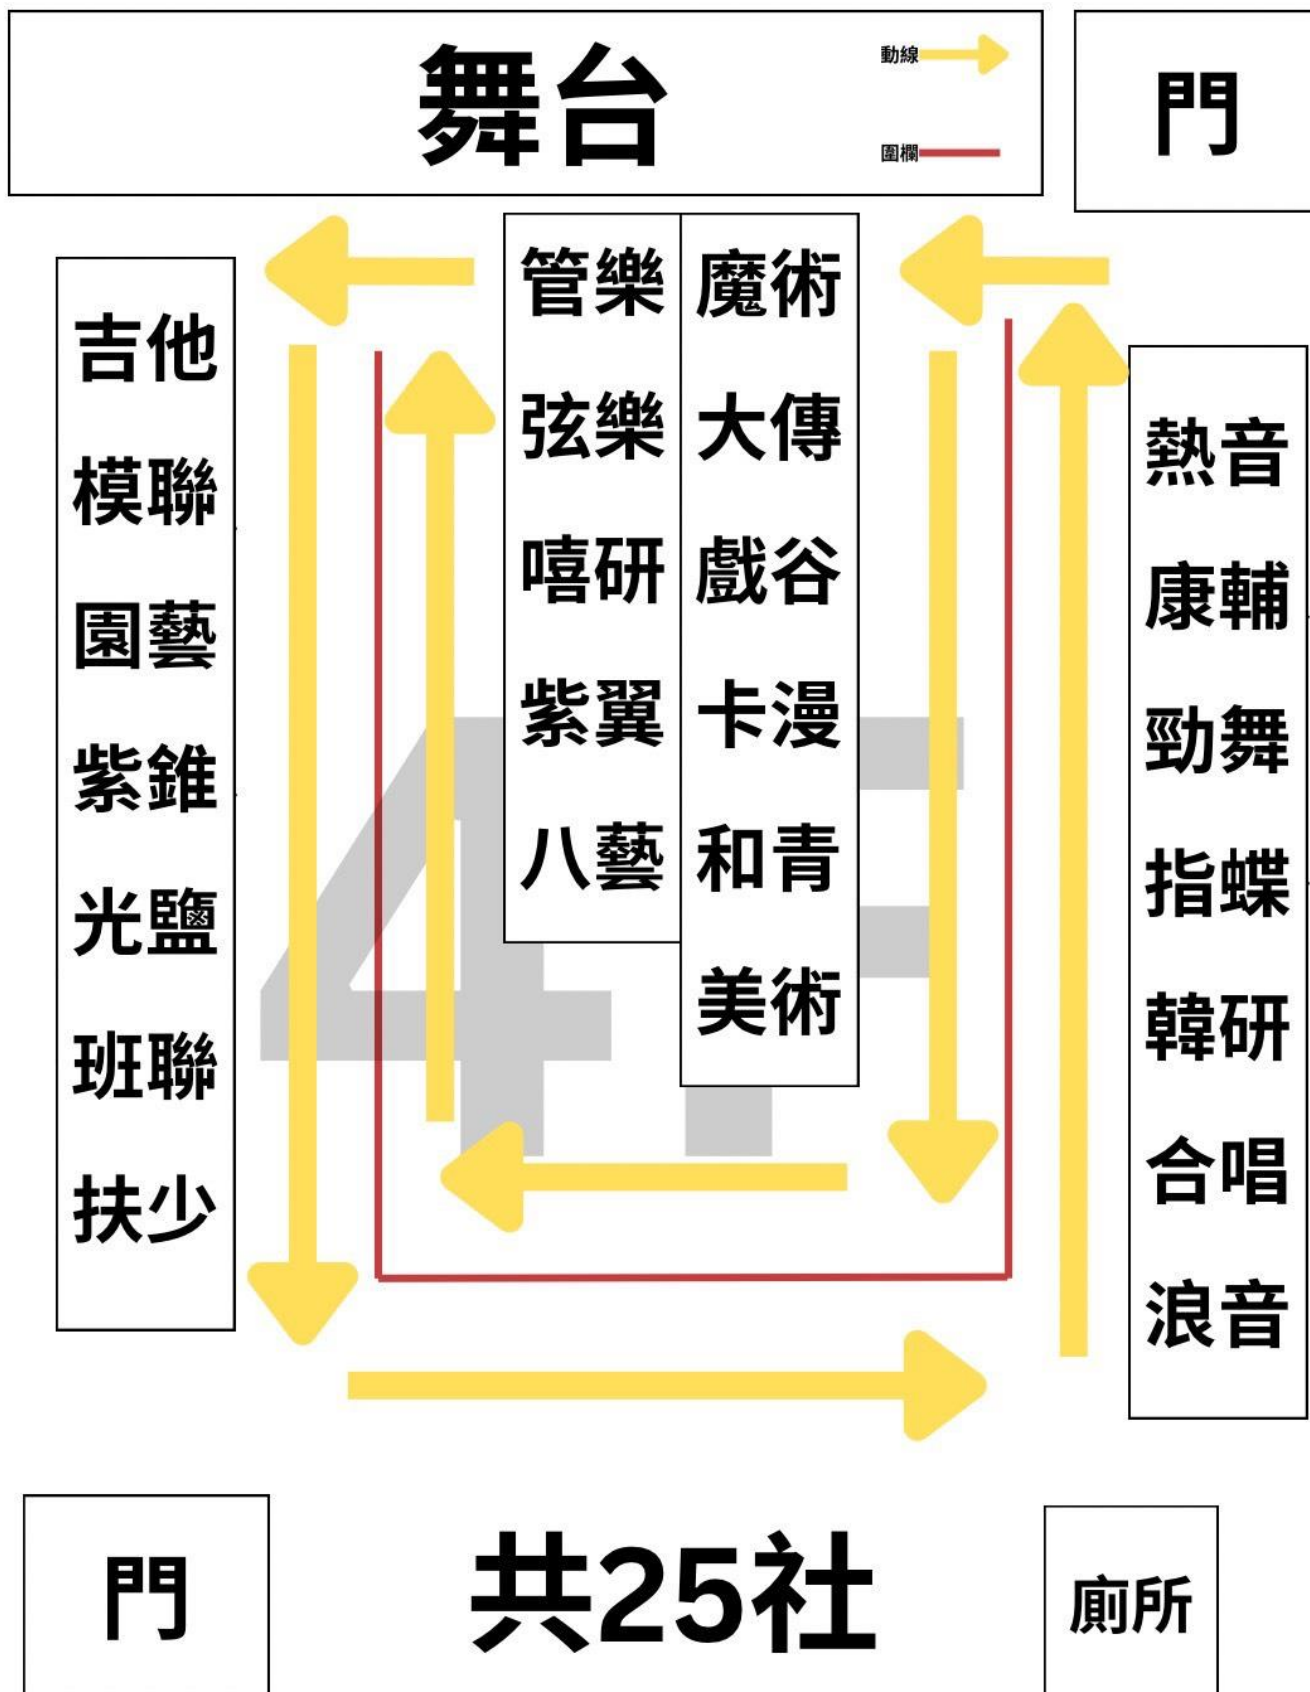 舞台
動線
圍欄
門
吉他
模聯
園藝
紫錐
光鹽
班聯
扶少
管樂
弦樂
嘻研
紫翼
八藝
魔術
大傳
戲谷
卡漫
和青
美術
熱音
康輔
勁舞
指蝶
韓研
合唱
浪音
4F
門
共25社
廁所